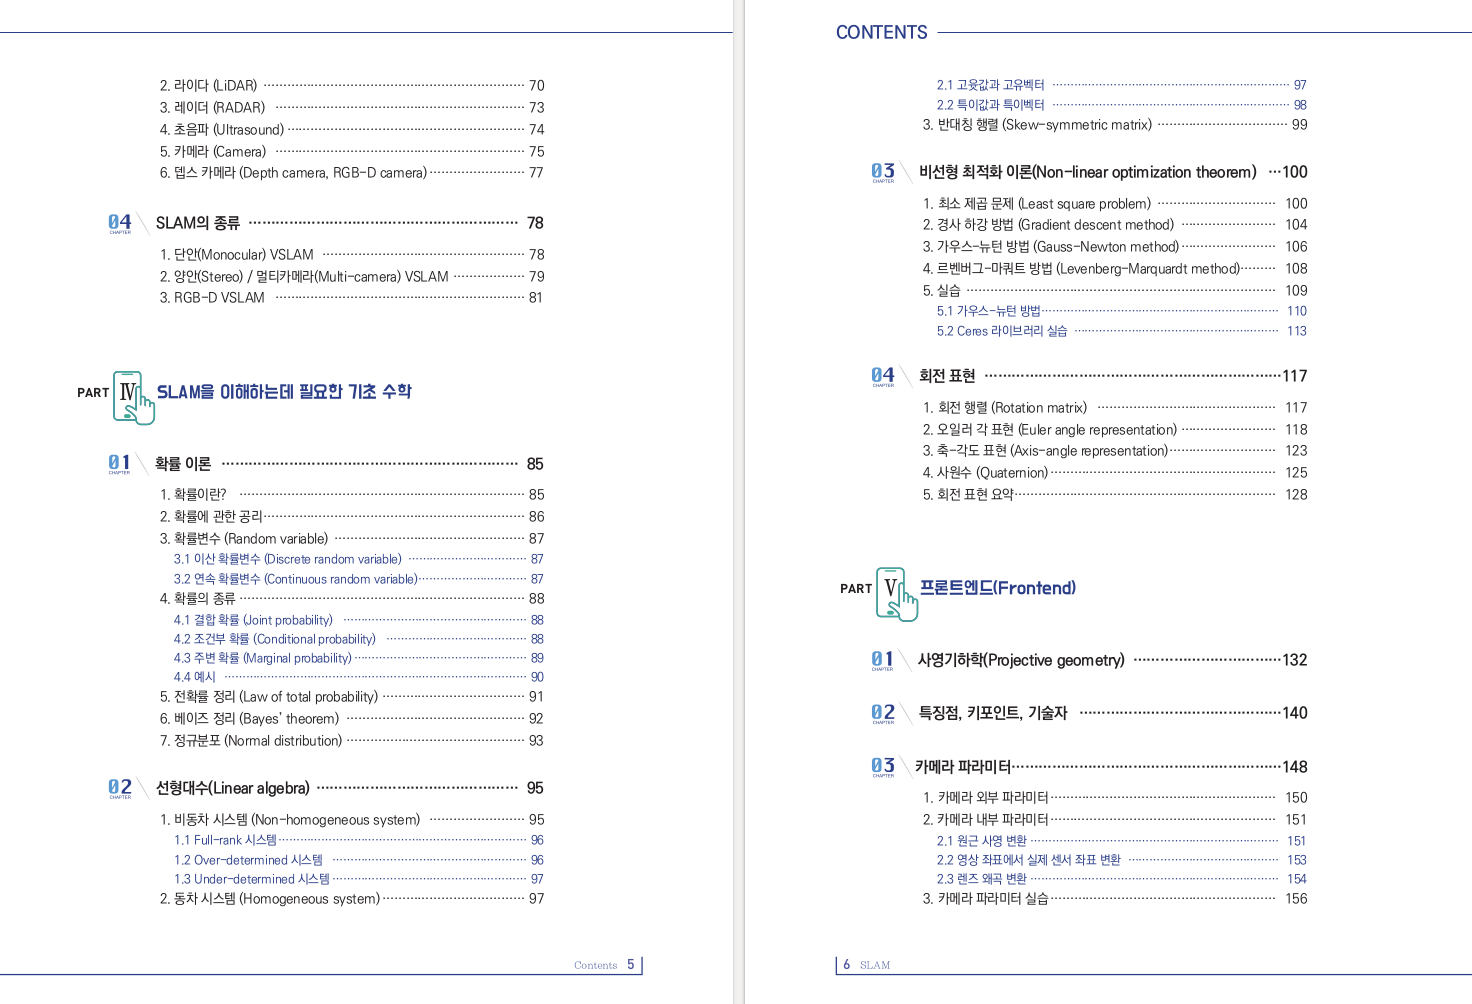 2. 라이다 (LiDAR) 70
3. 레이더 (RADAR) 73
4. 초음파 (Ultrasound) 74
5. 카메라 (Camera) 75
6. 뎁스 카메라 (Depth camera, RGB-D camera) 77
04 CHAPTER SLAM의 종류 78
1. 단안(Monocular) VSLAM 78
2. 양안(Stereo) / 멀티카메라(Multi-camera) VSLAM 79
3. RGB-D VSLAM 81
PART Ⅳ SLAM을 이해하는데 필요한 기초 수학
01 CHAPTER 확률 이론 85
1. 확률이란? 85
2. 확률에 관한 공리 86
3. 확률변수 (Random variable) 87
3.1 이산 확률변수 (Discrete random variable) 87
3.2 연속 확률변수 (Continuous random variable) 87
4. 확률의 종류 88
4.1 결합 확률 (Joint probability) 88
4.2 조건부 확률 (Conditional probability) 88
4.3 주변 확률 (Marginal probability) 89
4.4 예시 90
5. 전확률 정리 (Law of total probability) 91
6. 베이즈 정리 (Bayes' theorem) 92
7. 정규분포 (Normal distribution) 93
02 CHAPTER 선형대수(Linear algebra) 95
1. 비동차 시스템 (Non-homogeneous system) 95
1.1 Full-rank 시스템 96
1.2 Over-determined 시스템 96
1.3 Under-determined 시스템 97
2. 동차 시스템 (Homogeneous system) 97
Contents 5
CONTENTS
2.1 고윳값과 고유벡터 97
2.2 특이값과 특이벡터 98
3. 반대칭 행렬 (Skew-symmetric matrix) 99
03 CHAPTER 비선형 최적화 이론(Non-linear optimization theorem) 100
1. 최소 제곱 문제 (Least square problem) 100
2. 경사 하강 방법 (Gradient descent method) 104
3. 가우스-뉴턴 방법 (Gauss-Newton method) 106
4. 르벤버그-마쿼트 방법 (Levenberg-Marquardt method) 108
5. 실습 109
5.1 가우스-뉴턴 방법 110
5.2 Ceres 라이브러리 실습 113
04 CHAPTER 회전 표현 117
1. 회전 행렬 (Rotation matrix) 117
2. 오일러 각 표현 (Euler angle representation) 118
3. 축-각도 표현 (Axis-angle representation) 123
4. 사원수 (Quaternion) 125
5. 회전 표현 요약 128
PART Ⅴ 프론트엔드(Frontend)
01 CHAPTER 사영기하학(Projective geometry) 132
02 CHAPTER 특징점, 키포인트, 기술자 140
03 CHAPTER 카메라 파라미터 148
1. 카메라 외부 파라미터 150
2. 카메라 내부 파라미터 151
2.1 원근 사영 변환 151
2.2 영상 좌표에서 실제 센서 좌표 변환 153
2.3 렌즈 왜곡 변환 154
3. 카메라 파라미터 실습 156
6 SLAM